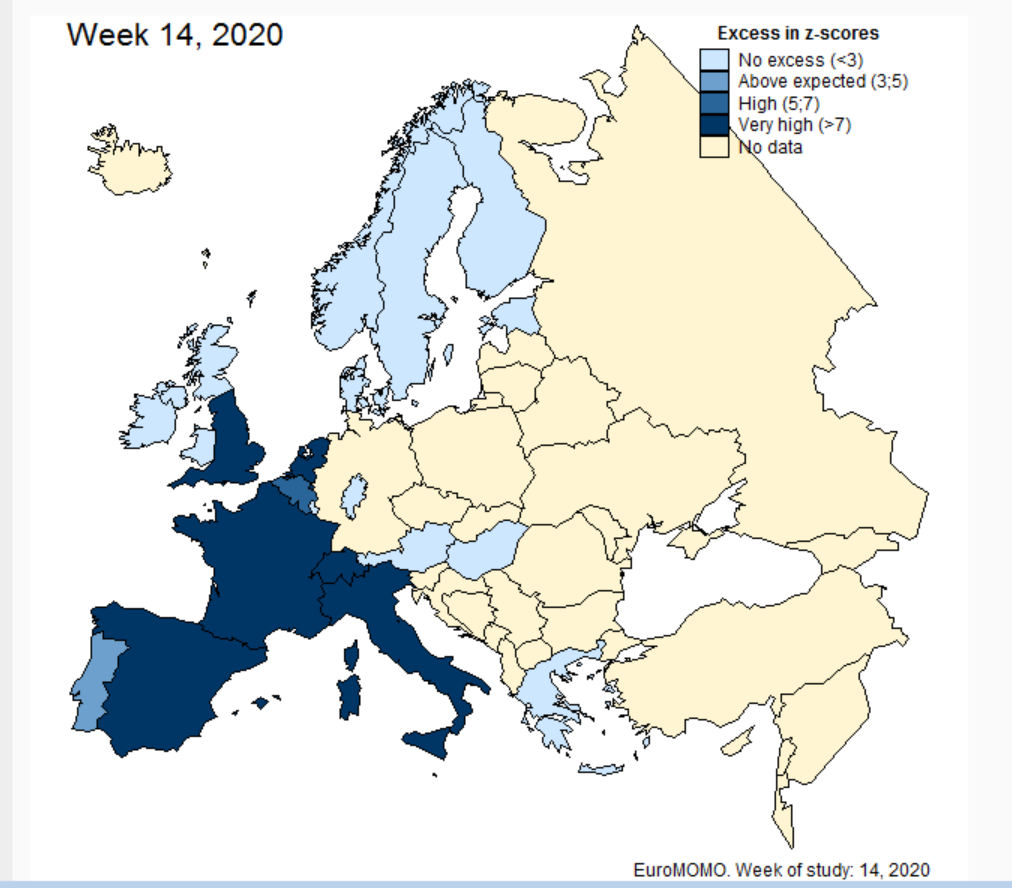 Week 14, 2020
Excess in z-scores
No excess (<3)
Above expected (3;5)
High (5;7)
Very high (>7)
No data
EuroMOMO. Week of study: 14, 2020